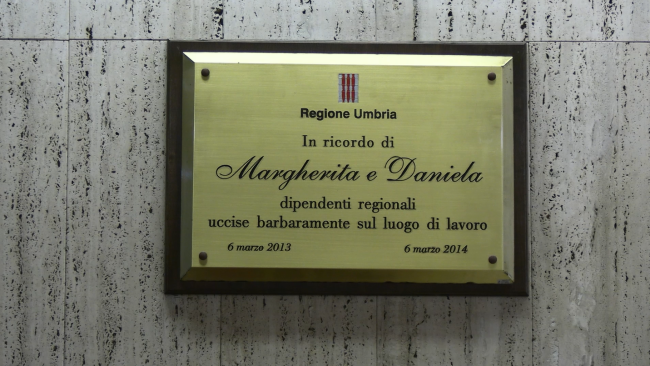 Regione Umbria
In ricordo di
Margherita e Daniela
dipendenti regionali
uccise barbaramente sul luogo di lavoro
6 marzo 2013 6 marzo 2014